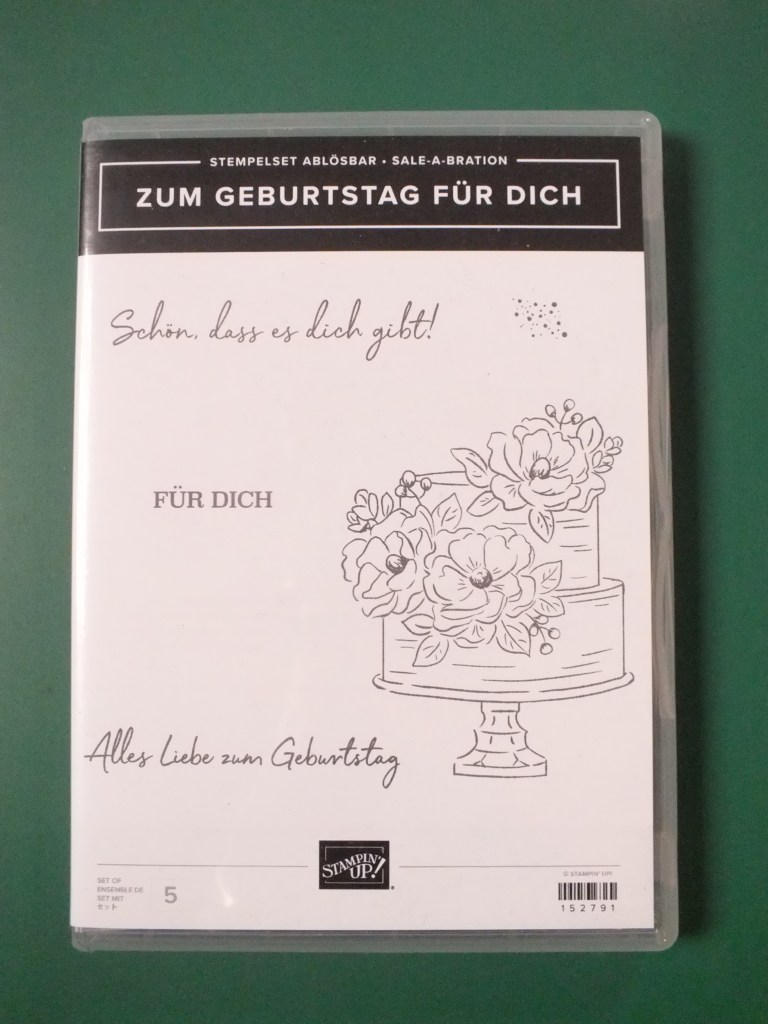 STEMPELSET ABLÖSBAR • SALE-A-BRATION
ZUM GEBURTSTAG FÜR DICH
Schön, dass es dich gibt!
FÜR DICH
Alles Liebe zum Geburtstag
STAMPIN' UP!®
SET OF
ENSEMBLE DE
SET MIT
セット
5
© STAMPIN' UP!
152791